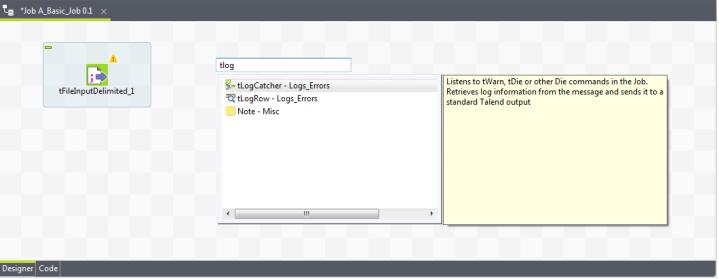 *Job A_Basic_Job 0.1
tFileInputDelimited_1
tlog
tLogCatcher - Logs_Errors
tLogRow - Logs_Errors
Note - Misc
Listens to tWarn, tDie or other Die commands in the Job.
Retrieves log information from the message and sends it to a
standard Talend output
Designer Code